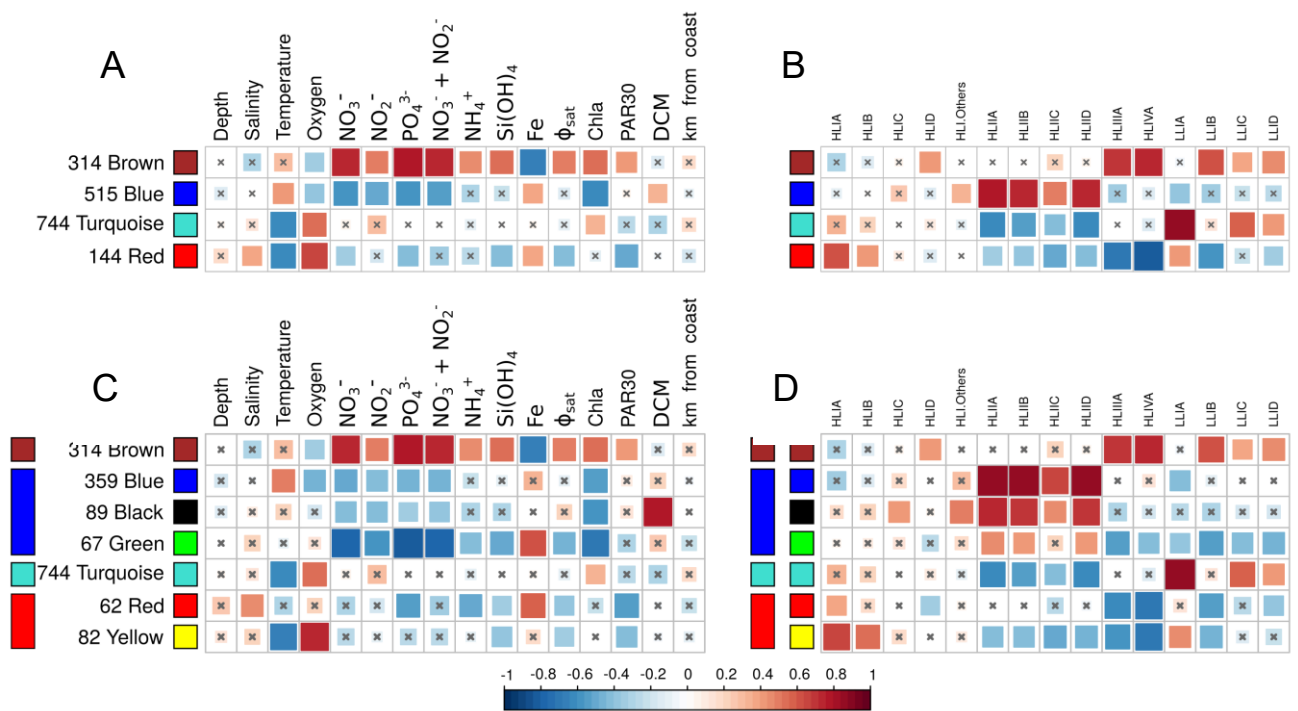 A
Depth Salinity Temperature Oxygen NO₃⁻ NO₂⁻ PO₄³⁻ NO₃⁻ + NO₂⁻ NH₄⁺ Si(OH)₄ Fe ϕsat Chla PAR30 DCM km from coast
314 Brown
515 Blue
744 Turquoise
144 Red
B
HLIA HLIB HLIC HLID HLI.Others HLIIA HLIIB HLIIC HLIID HLIIIA HLIVA LLIA LLIB LLIC LLID
C
Depth Salinity Temperature Oxygen NO₃⁻ NO₂⁻ PO₄³⁻ NO₃⁻ + NO₂⁻ NH₄⁺ Si(OH)₄ Fe ϕsat Chla PAR30 DCM km from coast
314 Brown
359 Blue
89 Black
67 Green
744 Turquoise
62 Red
82 Yellow
D
HLIA HLIB HLIC HLID HLI.Others HLIIA HLIIB HLIIC HLIID HLIIIA HLIVA LLIA LLIB LLIC LLID
-1 -0.8 -0.6 -0.4 -0.2 0 0.2 0.4 0.6 0.8 1